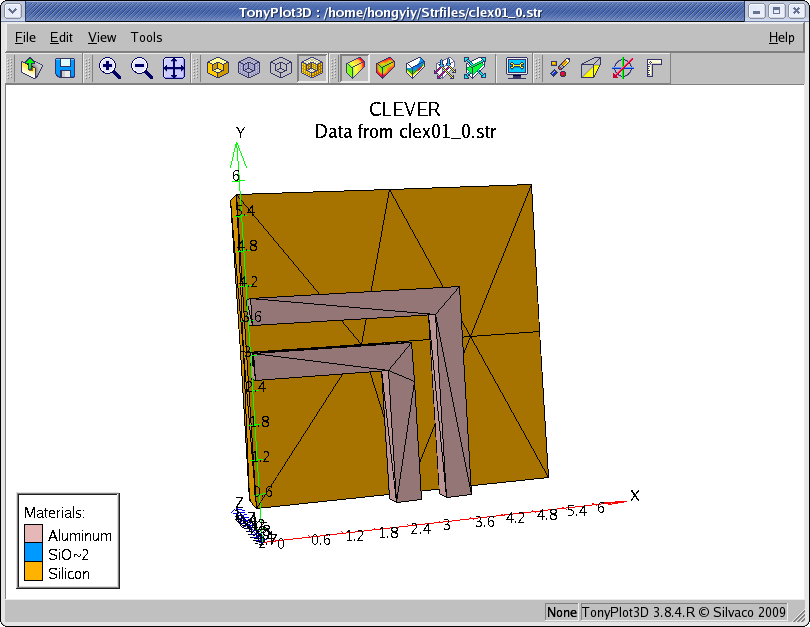 TonyPlot3D : /home/hongyiy/Strfiles/clex01_0.str
File Edit View Tools Help
CLEVER
Data from clex01_0.str
Y
6
5.4
4.8
4.2
3.6
3
2.4
1.8
1.2
0.6
Z
X
0 0.6 1.2 1.8 2.4 3 3.6 4.2 4.8 5.4 6
Materials:
Aluminum
SiO~2
Silicon
None TonyPlot3D 3.8.4.R © Silvaco 2009